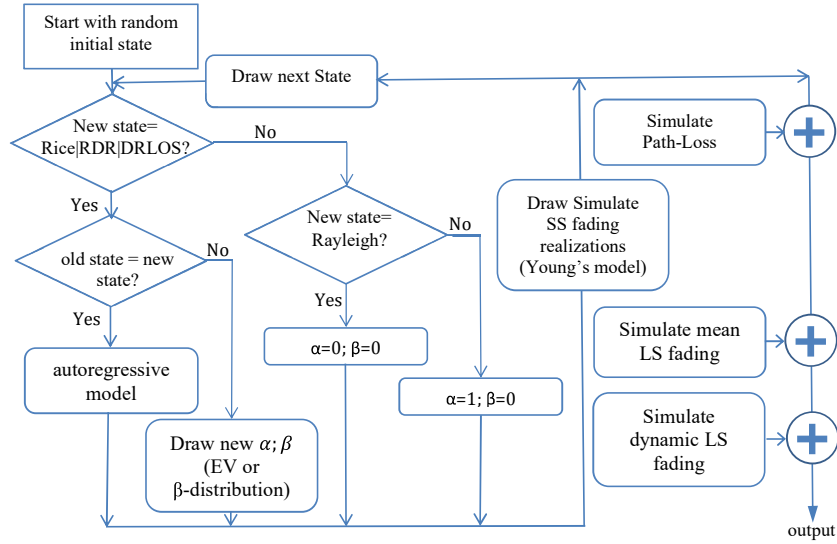 Start with random
initial state
Draw next State
New state=
Rice|RDR|DRLOS?
No
Yes
old state = new
state?
No
Yes
autoregressive
model
Draw new α; β
(EV or
β-distribution)
New state=
Rayleigh?
No
Yes
α=0; β=0
α=1; β=0
Draw Simulate
SS fading
realizations
(Young’s model)
Simulate
Path-Loss
Simulate mean
LS fading
Simulate
dynamic LS
fading
output